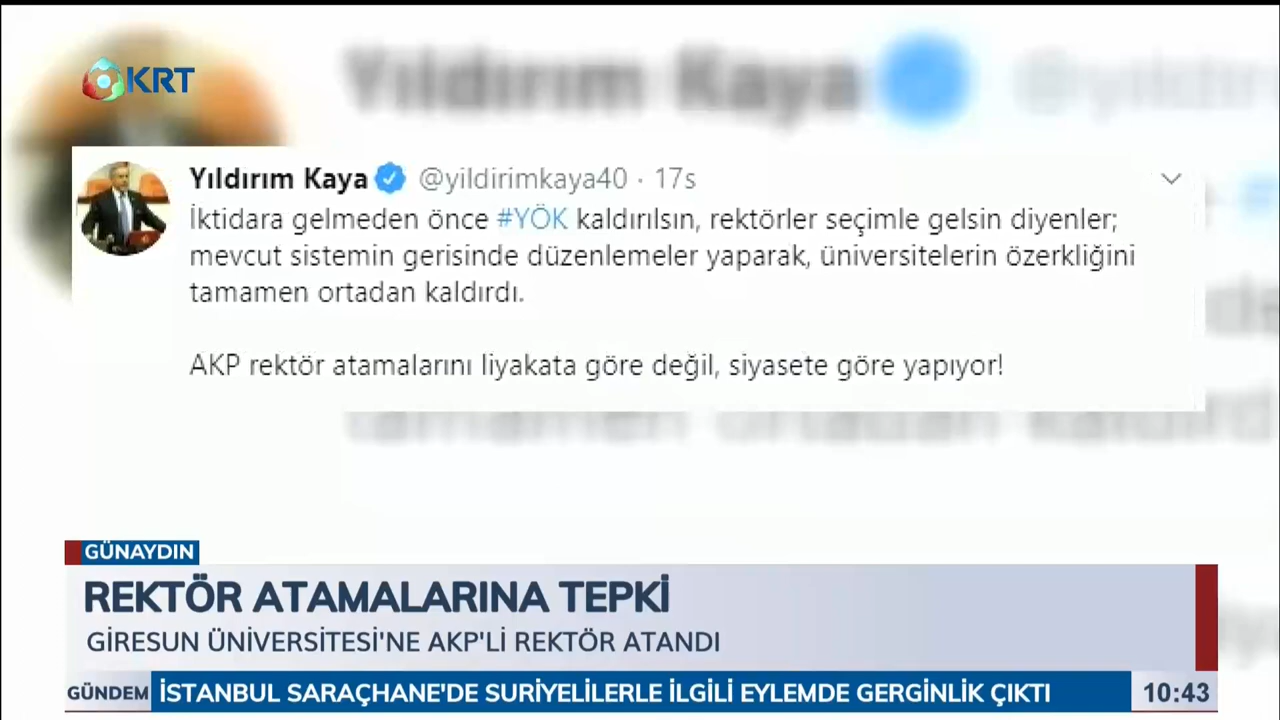 KRT
Yıldırım Kaya @yildirimkaya40 · 17s
İktidara gelmeden önce #YÖK kaldırılsın, rektörler seçimle gelsin diyenler;
mevcut sistemin gerisinde düzenlemeler yaparak, üniversitelerin özerkliğini
tamamen ortadan kaldırdı.
AKP rektör atamalarını liyakata göre değil, siyasete göre yapıyor!
GÜNAYDIN
REKTÖR ATAMALARINA TEPKİ
GİRESUN ÜNİVERSİTESİ'NE AKP'Lİ REKTÖR ATANDI
GÜNDEM İSTANBUL SARAÇHANE'DE SURİYELİLERLE İLGİLİ EYLEMDE GERGİNLİK ÇIKTI 10:43